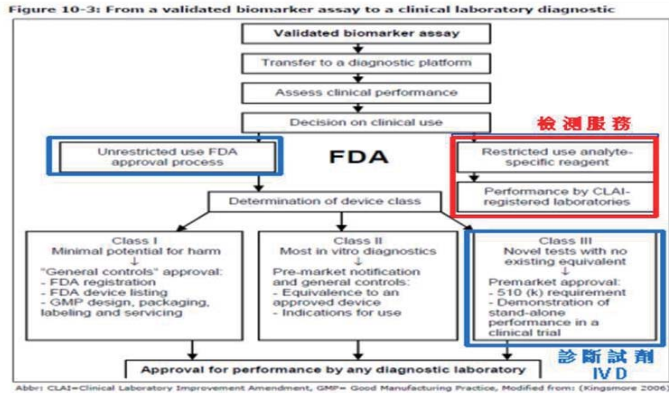 Figure 10-3: From a validated biomarker assay to a clinical laboratory diagnostic
Validated biomarker assay
Transfer to a diagnostic platform
Assess clinical performance
Decision on clinical use
檢測服務
Unrestricted use FDA
approval process
FDA
Restricted use analyte-
specific reagent
Performance by CLAI-
registered laboratories
Determination of device class
Class I
Minimal potential for harm
↓
"General controls" approval:
- FDA registration
- FDA device listing
- GMP design, packaging,
labeling and servicing
Class II
Most in vitro diagnostics
↓
Pre-market notification
and general controls:
- Equivalence to an
approved device
- Indications for use
Class III
Novel tests with no
existing equivalent
↓
Premarket approval:
- 510 (k) requirement
- Demonstration of
stand-alone
performance in a
clinical trial
診斷試劑
IVD
Approval for performance by any diagnostic laboratory
Abbr: CLAI=Clinical Laboratory Improvement Amendment, GMP= Good Manufacturing Practice, Modified from: (Kingsmore 2006)